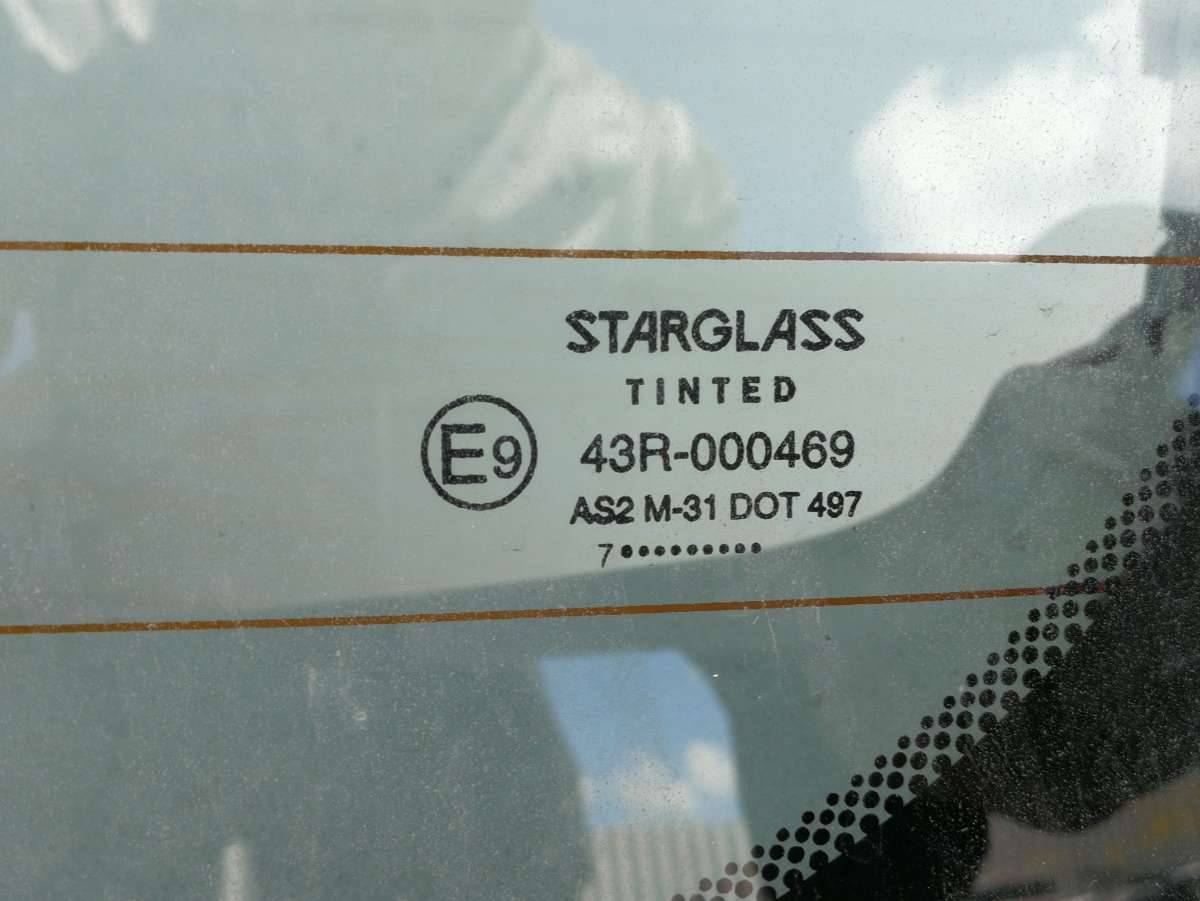 STARGLASS
TINTED
E9 43R-000469
AS2 M-31 DOT 497
7•••••••••